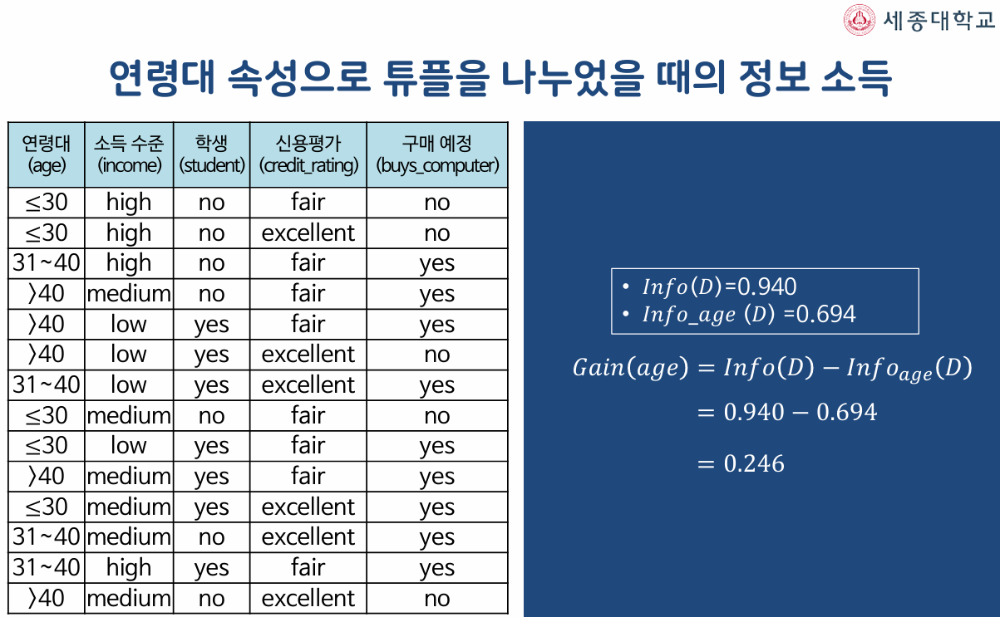 세종대학교
연령대 속성으로 튜플을 나누었을 때의 정보 소득
연령대 소득 수준 학생 신용평가 구매 예정
(age) (income) (student) (credit_rating) (buys_computer)
≤30 high no fair no
≤30 high no excellent no
31~40 high no fair yes
>40 medium no fair yes
>40 low yes fair yes
>40 low yes excellent no
31~40 low yes excellent yes
≤30 medium no fair no
≤30 low yes fair yes
>40 medium yes fair yes
≤30 medium yes excellent yes
31~40 medium no excellent yes
31~40 high yes fair yes
>40 medium no excellent no
• Info(D)=0.940
• Info_age (D) =0.694
Gain(age) = Info(D) − Info_age(D)
= 0.940 − 0.694
= 0.246